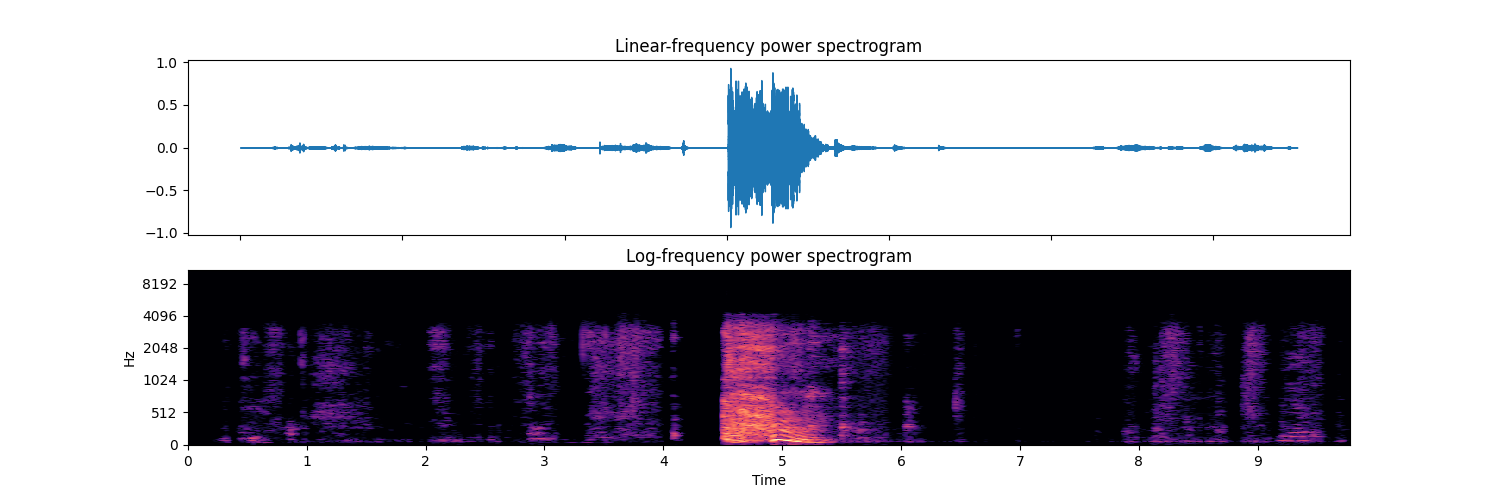 Linear-frequency power spectrogram
1.0
0.5
0.0
−0.5
−1.0
Log-frequency power spectrogram
8192
4096
2048
1024
512
0
Hz
0 1 2 3 4 5 6 7 8 9
Time